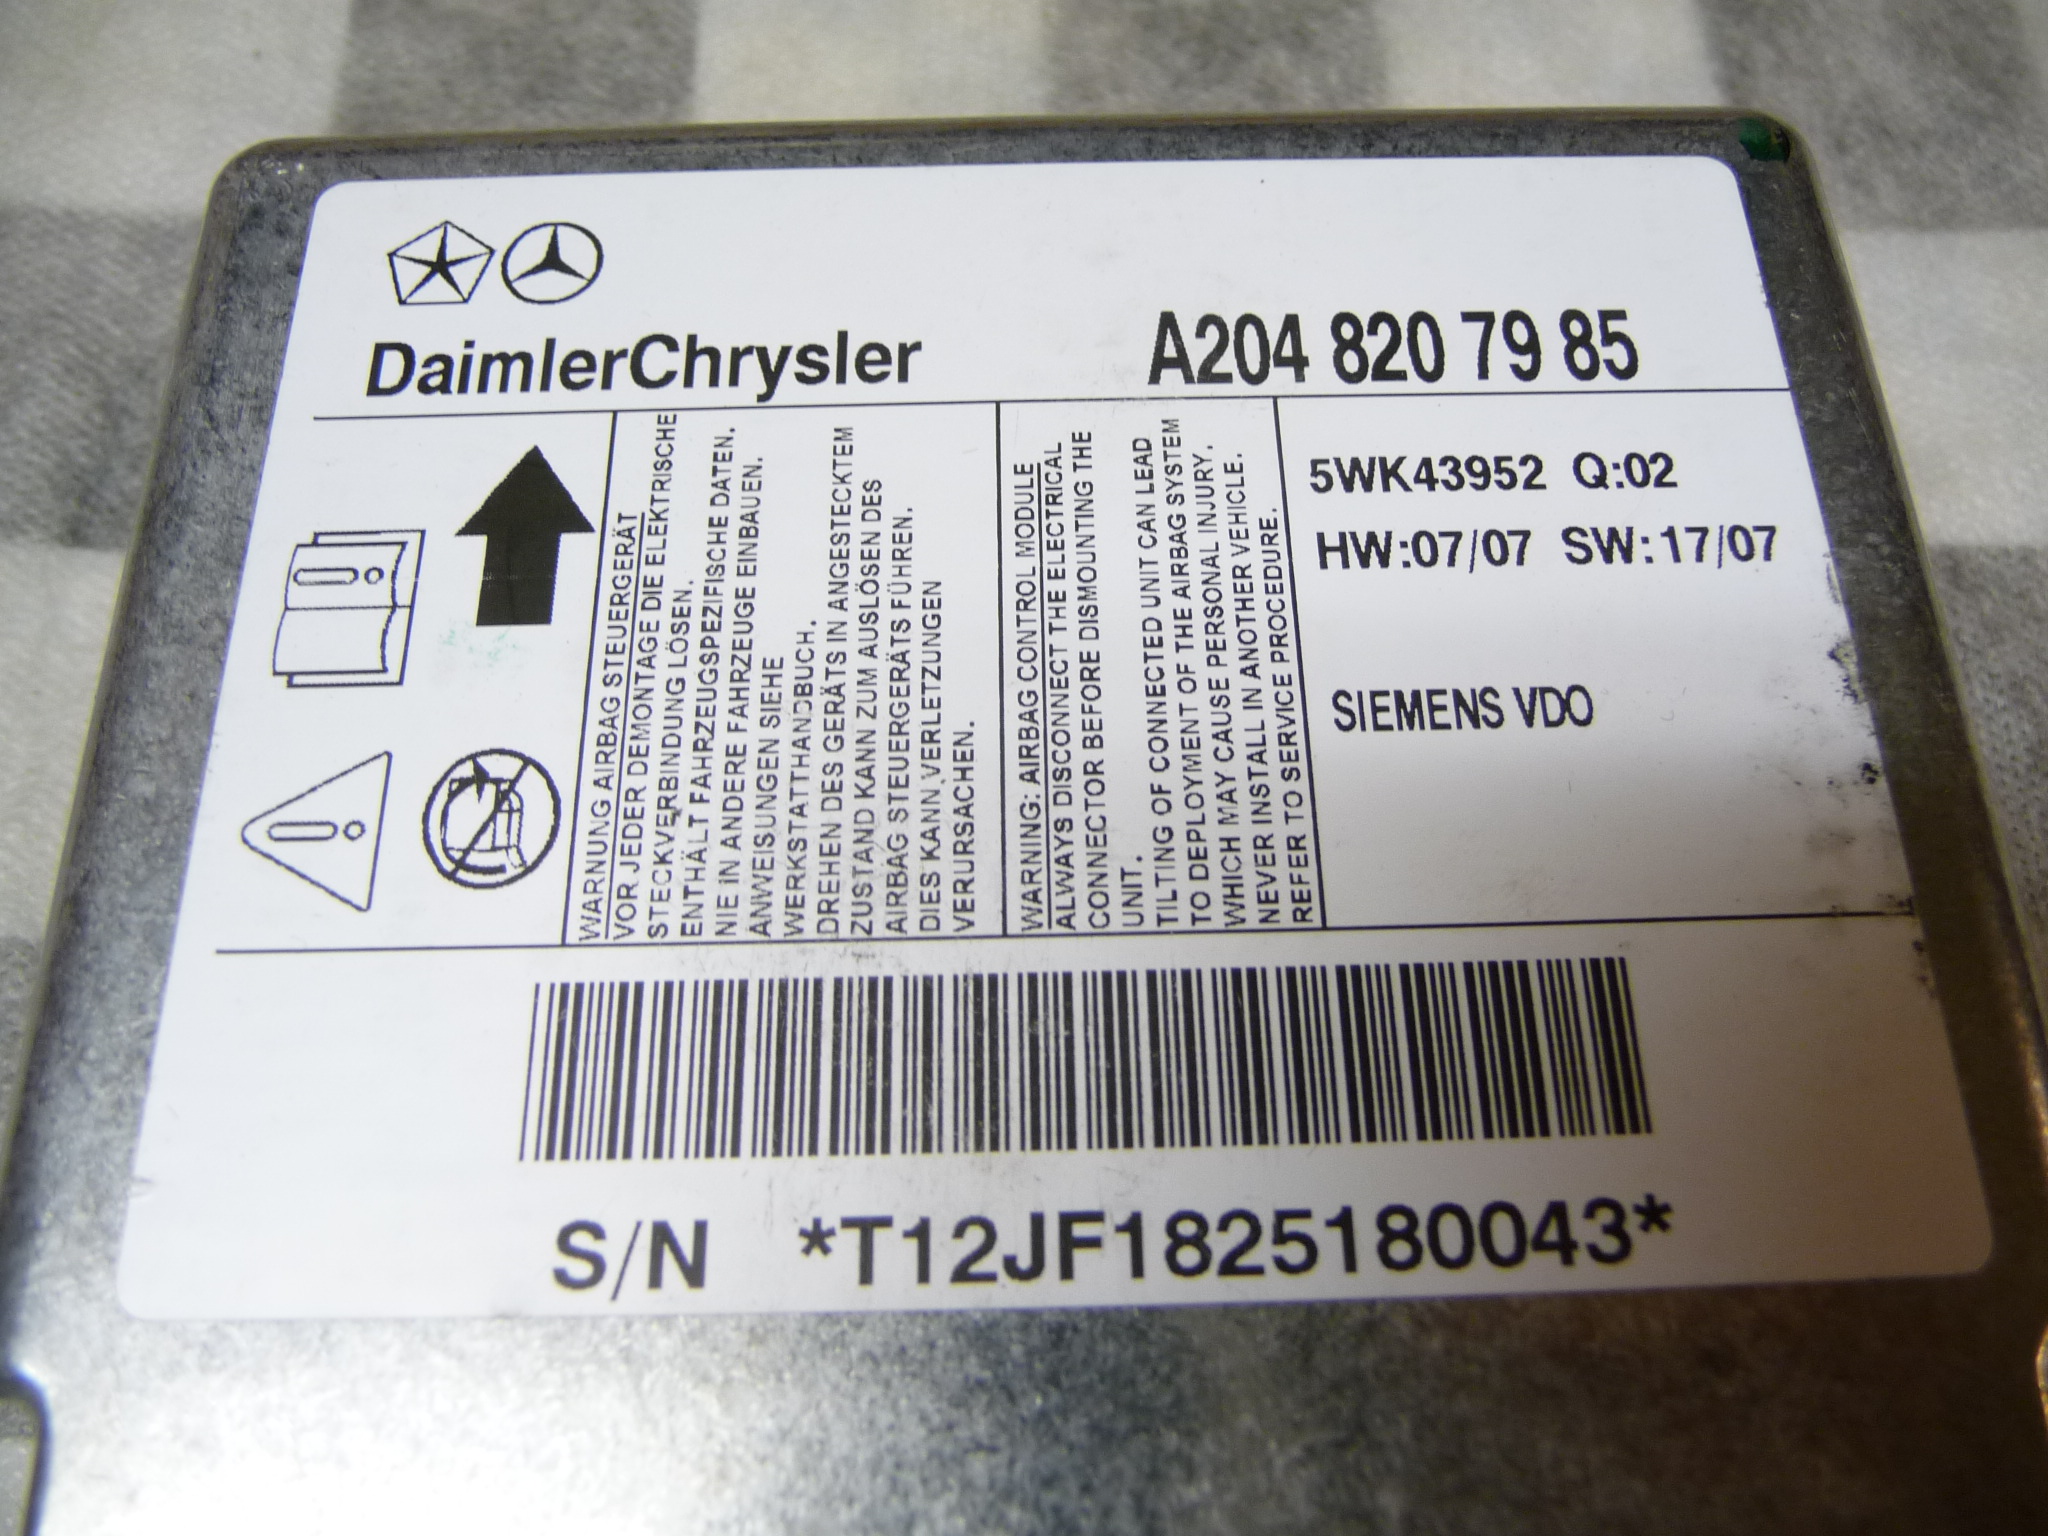 DaimlerChrysler
A204 820 79 85
WARNUNG AIRBAG STEUERGERÄT
VOR JEDER DEMONTAGE DIE ELEKTRISCHE
STECKVERBINDUNG LÖSEN.
ENTHÄLT FAHRZEUGSPEZIFISCHE DATEN.
NIE IN ANDERE FAHRZEUGE EINBAUEN.
ANWEISUNGEN SIEHE
WERKSTATTHANDBUCH.
DREHEN DES GERÄTS IN ANGESTECKTEM
ZUSTAND KANN ZUM AUSLÖSEN DES
AIRBAG STEUERGERÄTS FÜHREN.
DIES KANN VERLETZUNGEN
VERURSACHEN.
WARNING: AIRBAG CONTROL MODULE
ALWAYS DISCONNECT THE ELECTRICAL
CONNECTOR BEFORE DISMOUNTING THE
UNIT.
TILTING OF CONNECTED UNIT CAN LEAD
TO DEPLOYMENT OF THE AIRBAG SYSTEM
WHICH MAY CAUSE PERSONAL INJURY.
NEVER INSTALL IN ANOTHER VEHICLE.
REFER TO SERVICE PROCEDURE.
5WK43952 Q:02
HW:07/07 SW:17/07
SIEMENS VDO
S/N *T12JF1825180043*